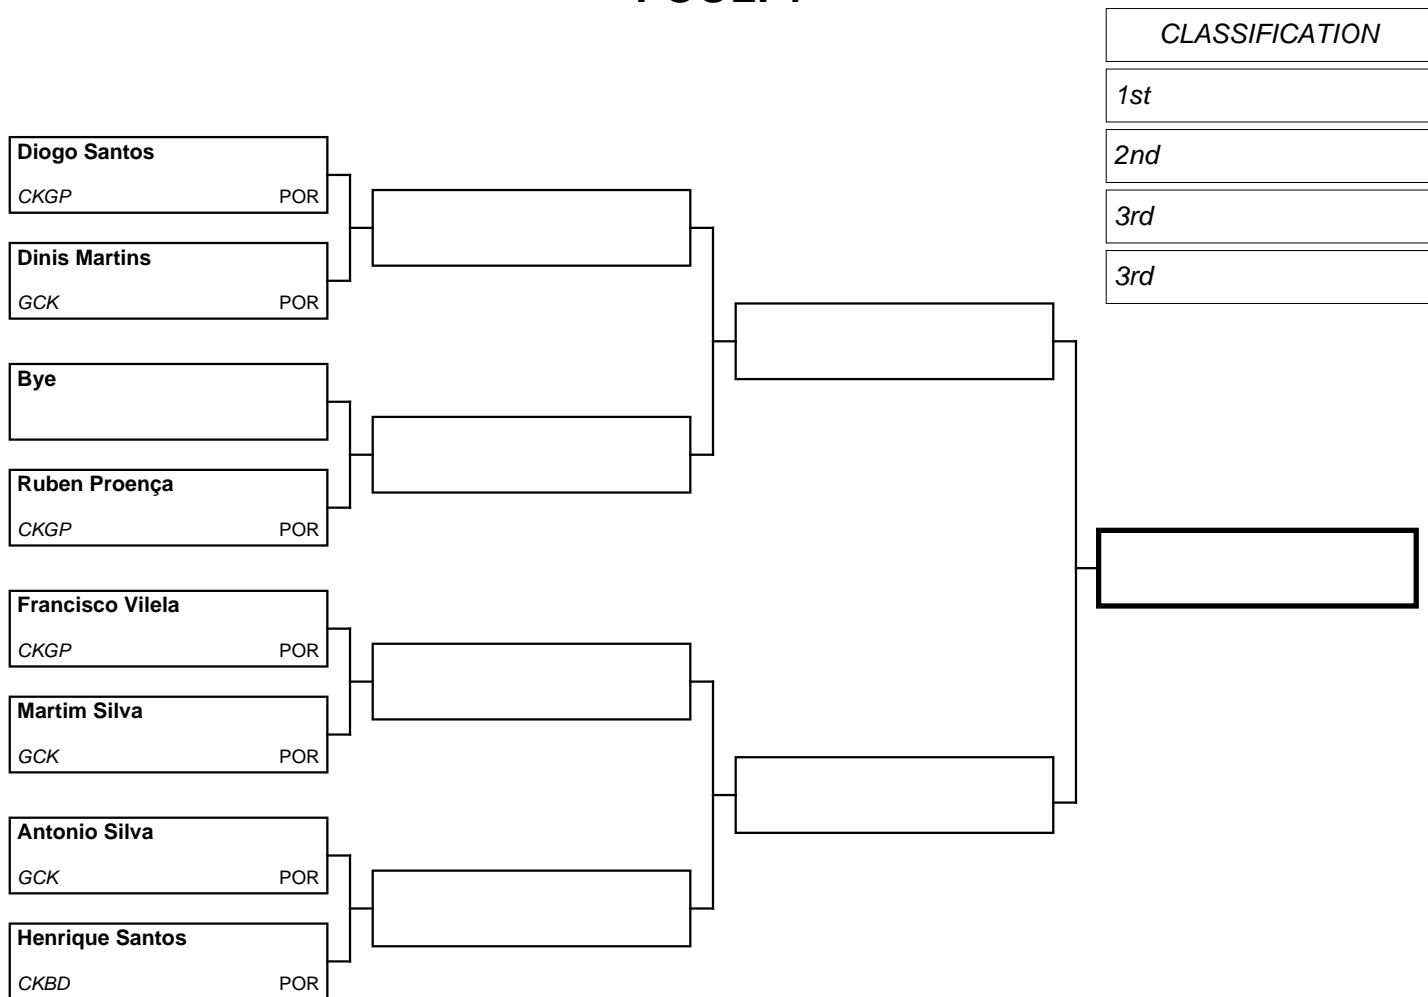 CLASSIFICATION
1st
2nd
3rd
3rd
Diogo Santos
CKGP POR
Dinis Martins
GCK POR
Bye
Ruben Proença
CKGP POR
Francisco Vilela
CKGP POR
Martim Silva
GCK POR
Antonio Silva
GCK POR
Henrique Santos
CKBD POR